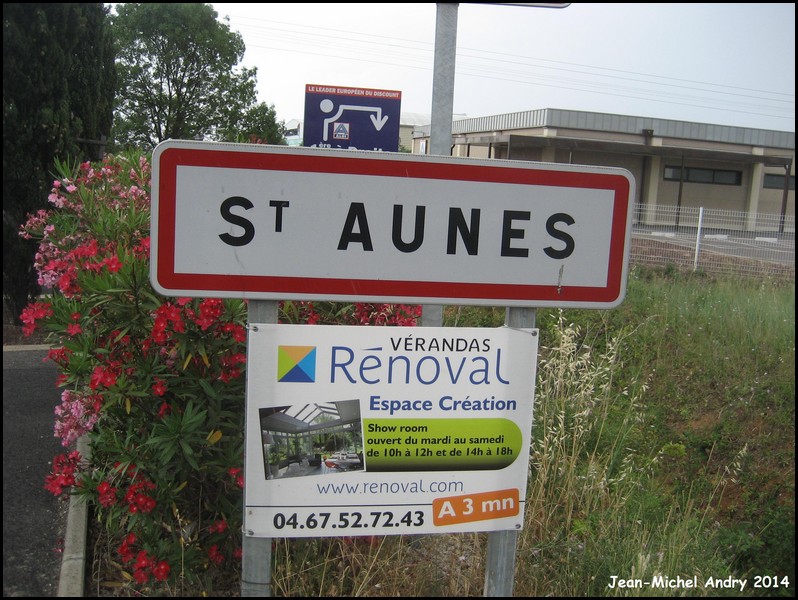 LE LEADER EUROPÉEN DU DISCOUNT
ST AUNES
VÉRANDAS
Rénoval
Espace Création
Show room
ouvert du mardi au samedi
de 10h à 12h et de 14h à 18h
www.renoval.com
04.67.52.72.43
A 3 mn
Jean-Michel Andry 2014